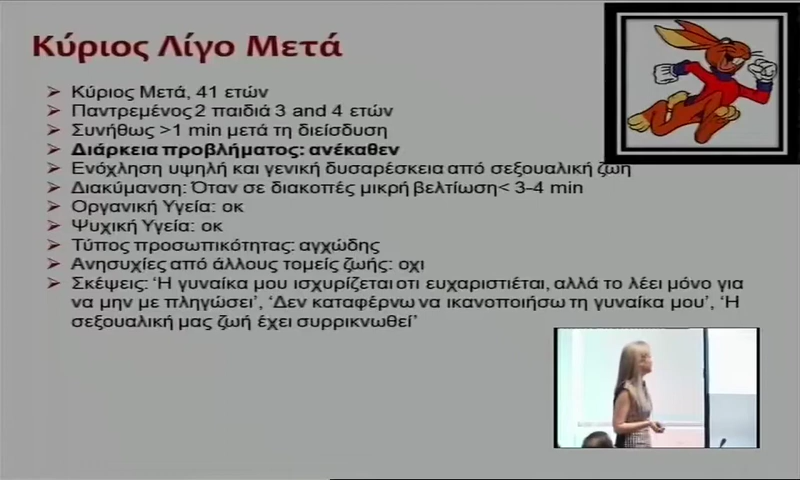 Κύριος Λίγο Μετά
Κύριος Μετά, 41 ετών
Παντρεμένος 2 παιδιά 3 and 4 ετών
Συνήθως >1 min μετά τη διείσδυση
Διάρκεια προβλήματος: ανέκαθεν
Ενόχληση υψηλή και γενική δυσαρέσκεια από σεξουαλική ζωή
Διακύμανση: Όταν σε διακοπές μικρή βελτίωση< 3-4 min
Οργανική Υγεία: οκ
Ψυχική Υγεία: οκ
Τύπος προσωπικότητας: αγχώδης
Ανησυχίες από άλλους τομείς ζωής: οχι
Σκέψεις: ‘Η γυναίκα μου ισχυρίζεται οτι ευχαριστιέται, αλλά το λέει μόνο για
να μην με πληγώσει’, ‘Δεν καταφέρνω να ικανοποιήσω τη γυναίκα μου’, ‘Η
σεξουαλική μας ζωή έχει συρρικνωθεί’